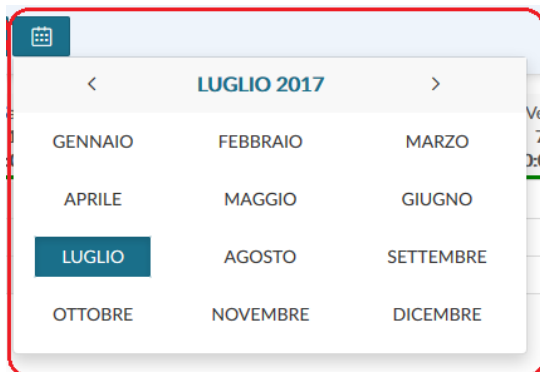 LUGLIO 2017
GENNAIO FEBBRAIO MARZO
APRILE MAGGIO GIUGNO
LUGLIO AGOSTO SETTEMBRE
OTTOBRE NOVEMBRE DICEMBRE